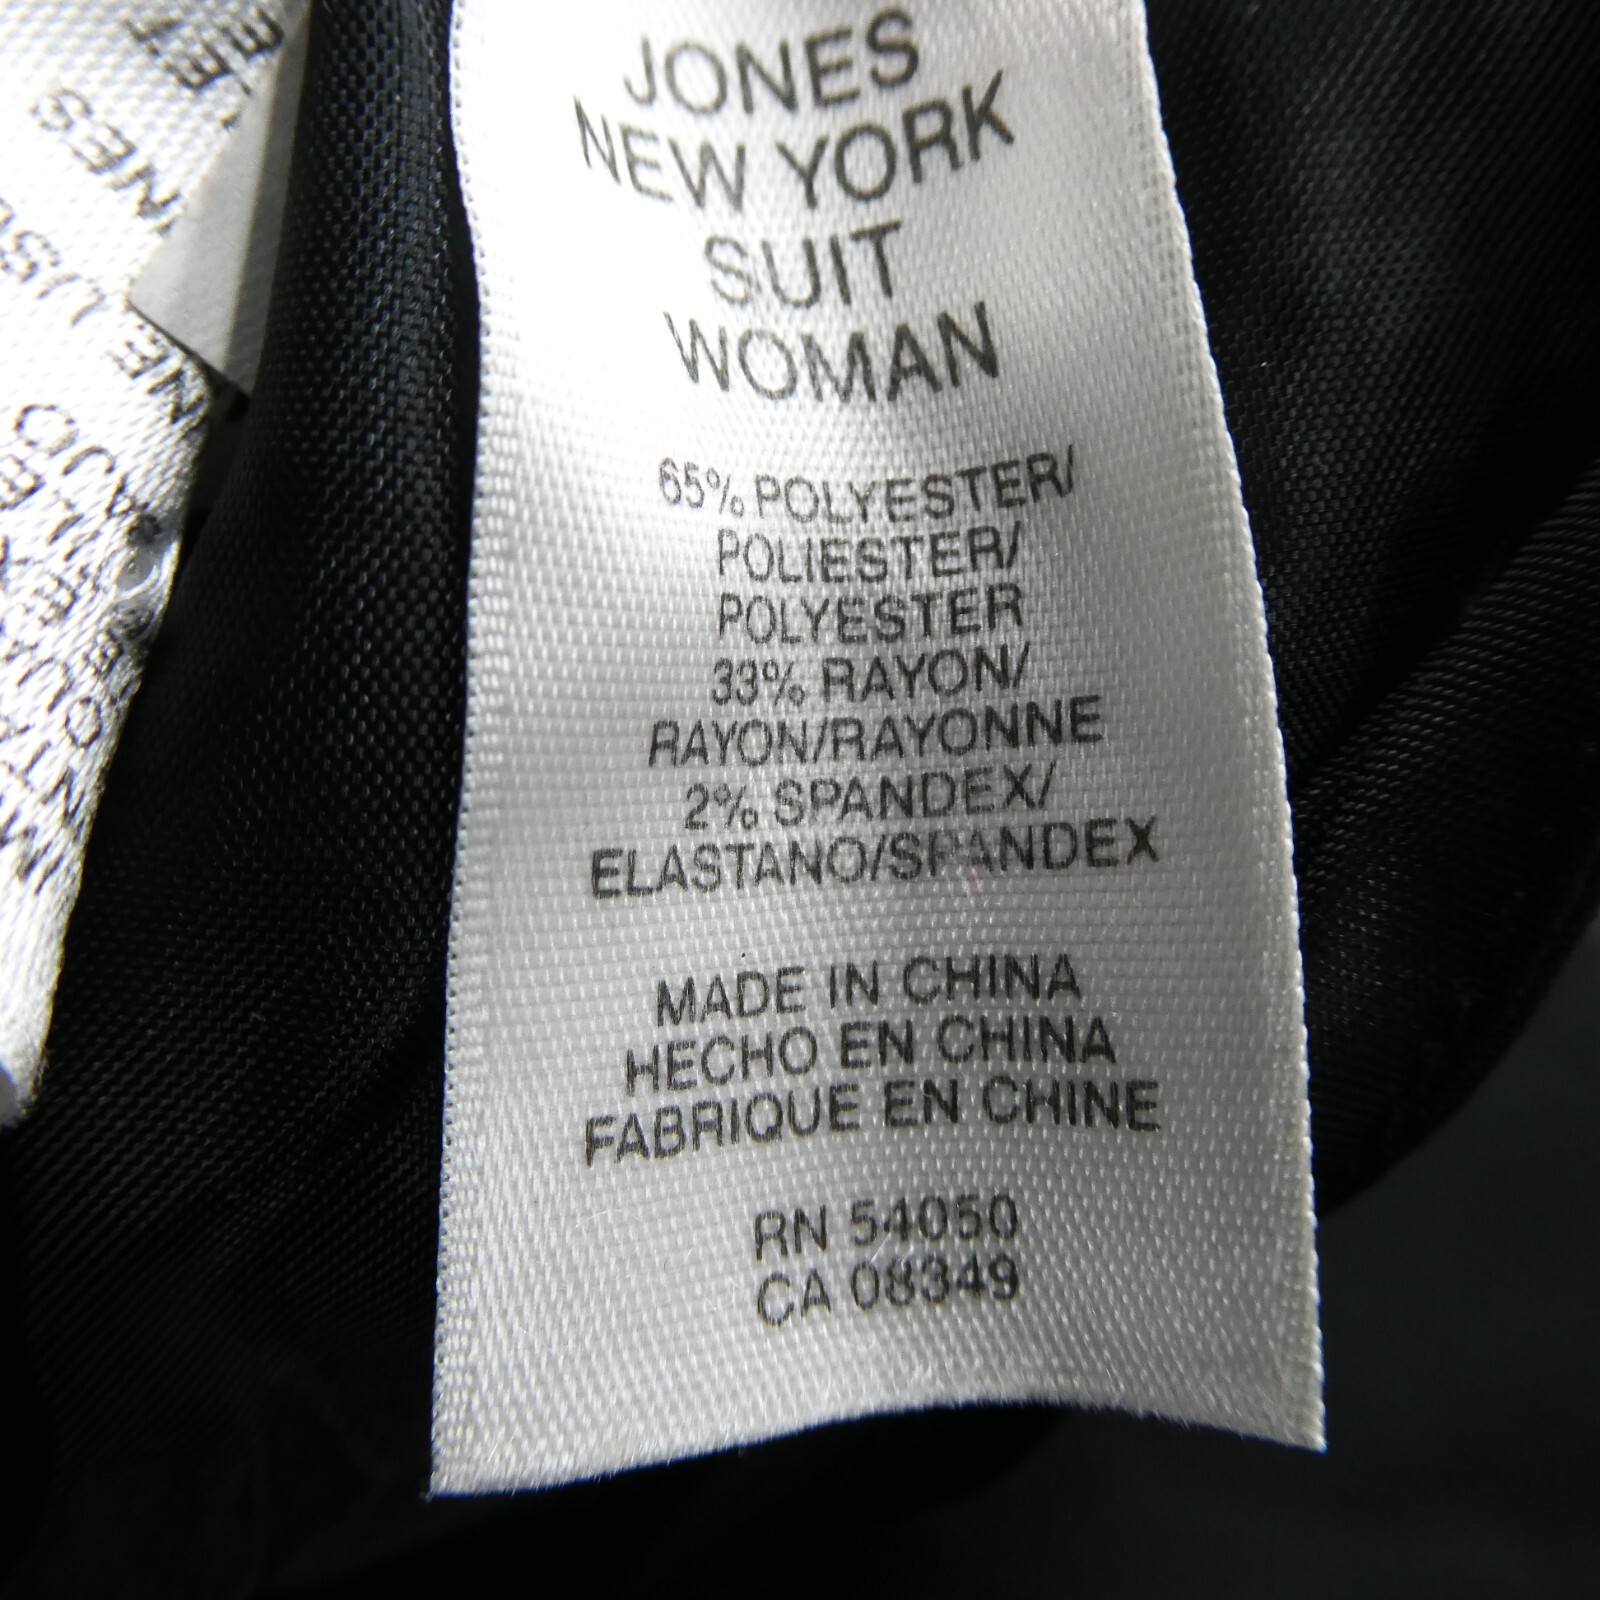 JONES
NEW YORK
SUIT
WOMAN
65% POLYESTER/
POLIESTER/
POLYESTER
33% RAYON/
RAYON/RAYONNE
2% SPANDEX/
ELASTANO/SPANDEX
MADE IN CHINA
HECHO EN CHINA
FABRIQUE EN CHINE
RN 54050
CA 08349